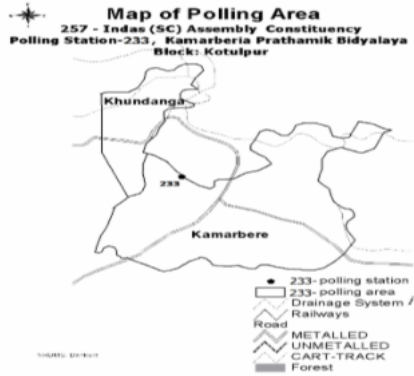 Map of Polling Area
257 - Indas (SC) Assembly Constituency
Polling Station-233, Kamarberia Prathamik Bidyalaya
Block: Kotulpur
Khundanga
233
Kamarbere
233- polling station
233- polling area
Drainage System
Railways
Road
METALLED
UNMETALLED
CART-TRACK
Forest